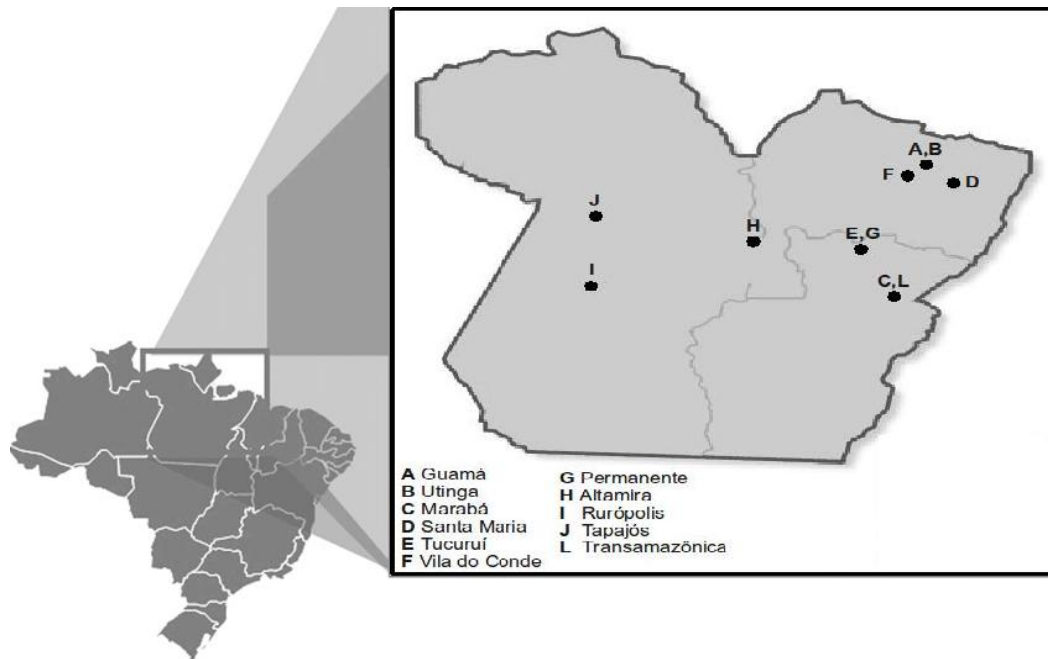 A,B
F
D
J
H
E,G
I
C,L
A Guamá
B Utinga
C Marabá
D Santa Maria
E Tucuruí
F Vila do Conde
G Permanente
H Altamira
I Rurópolis
J Tapajós
L Transamazônica